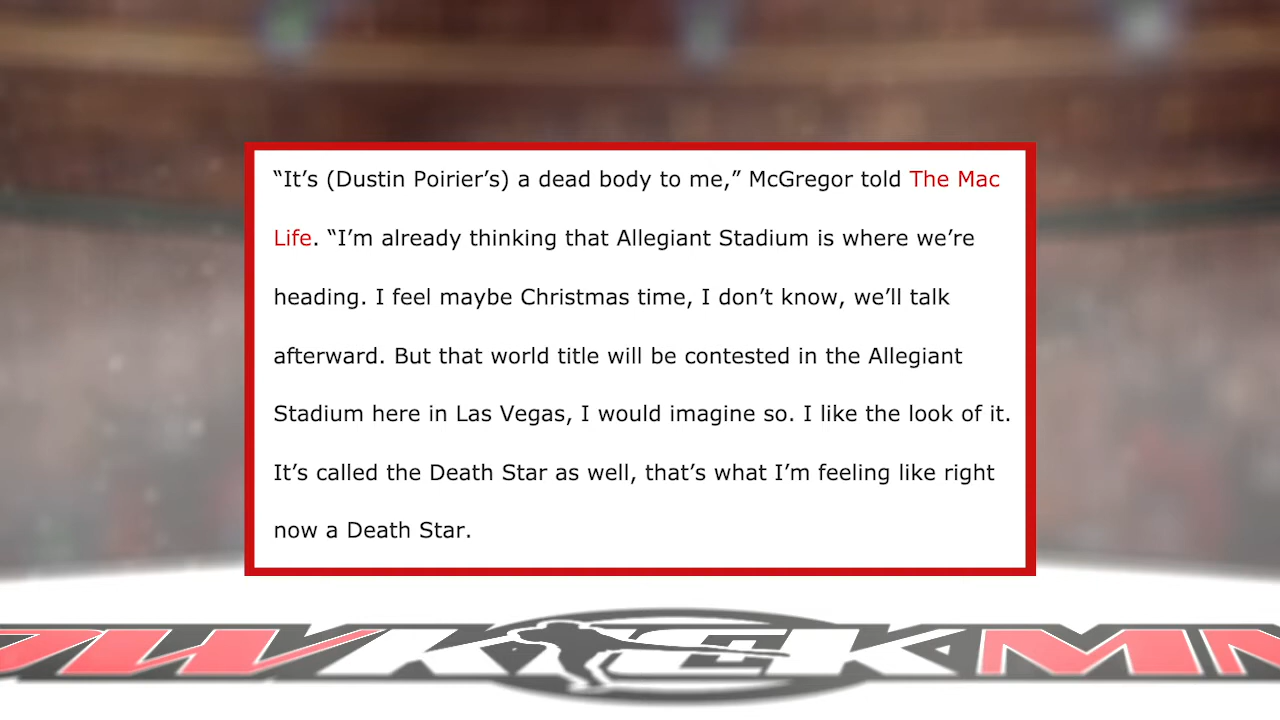 “It’s (Dustin Poirier’s) a dead body to me,” McGregor told The Mac
Life. “I’m already thinking that Allegiant Stadium is where we’re
heading. I feel maybe Christmas time, I don’t know, we’ll talk
afterward. But that world title will be contested in the Allegiant
Stadium here in Las Vegas, I would imagine so. I like the look of it.
It’s called the Death Star as well, that’s what I’m feeling like right
now a Death Star.
OWKICKMM